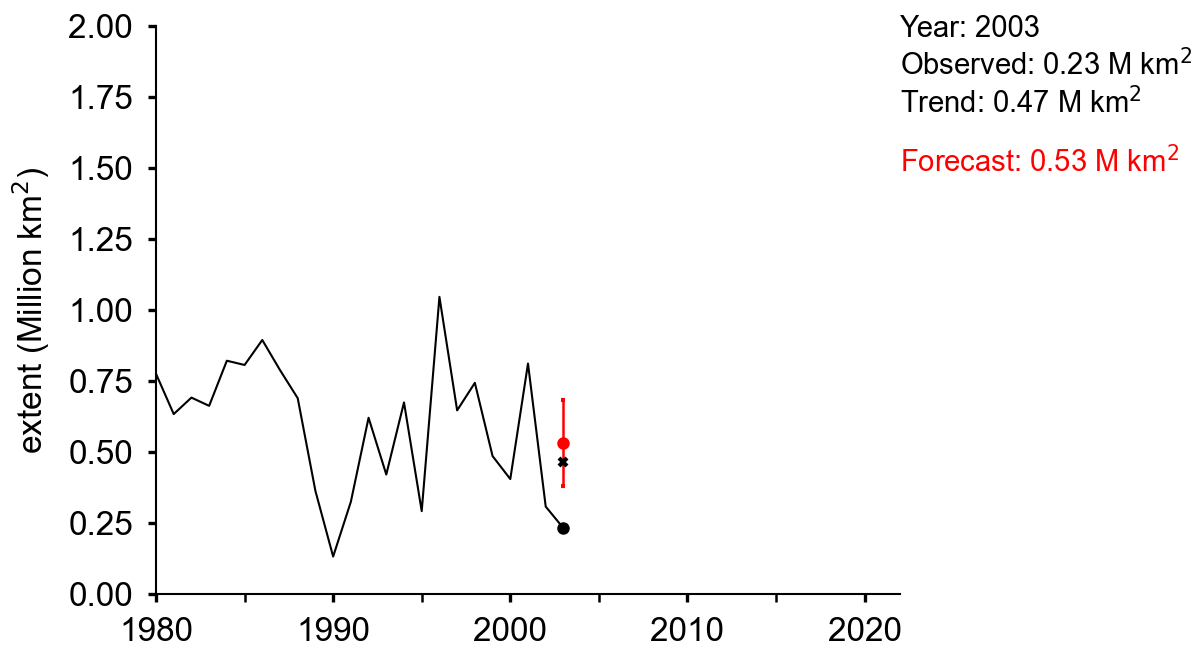 Year: 2003
Observed: 0.23 M km²
Trend: 0.47 M km²
Forecast: 0.53 M km²
extent (Million km²)
2.00
1.75
1.50
1.25
1.00
0.75
0.50
0.25
0.00
1980 1990 2000 2010 2020